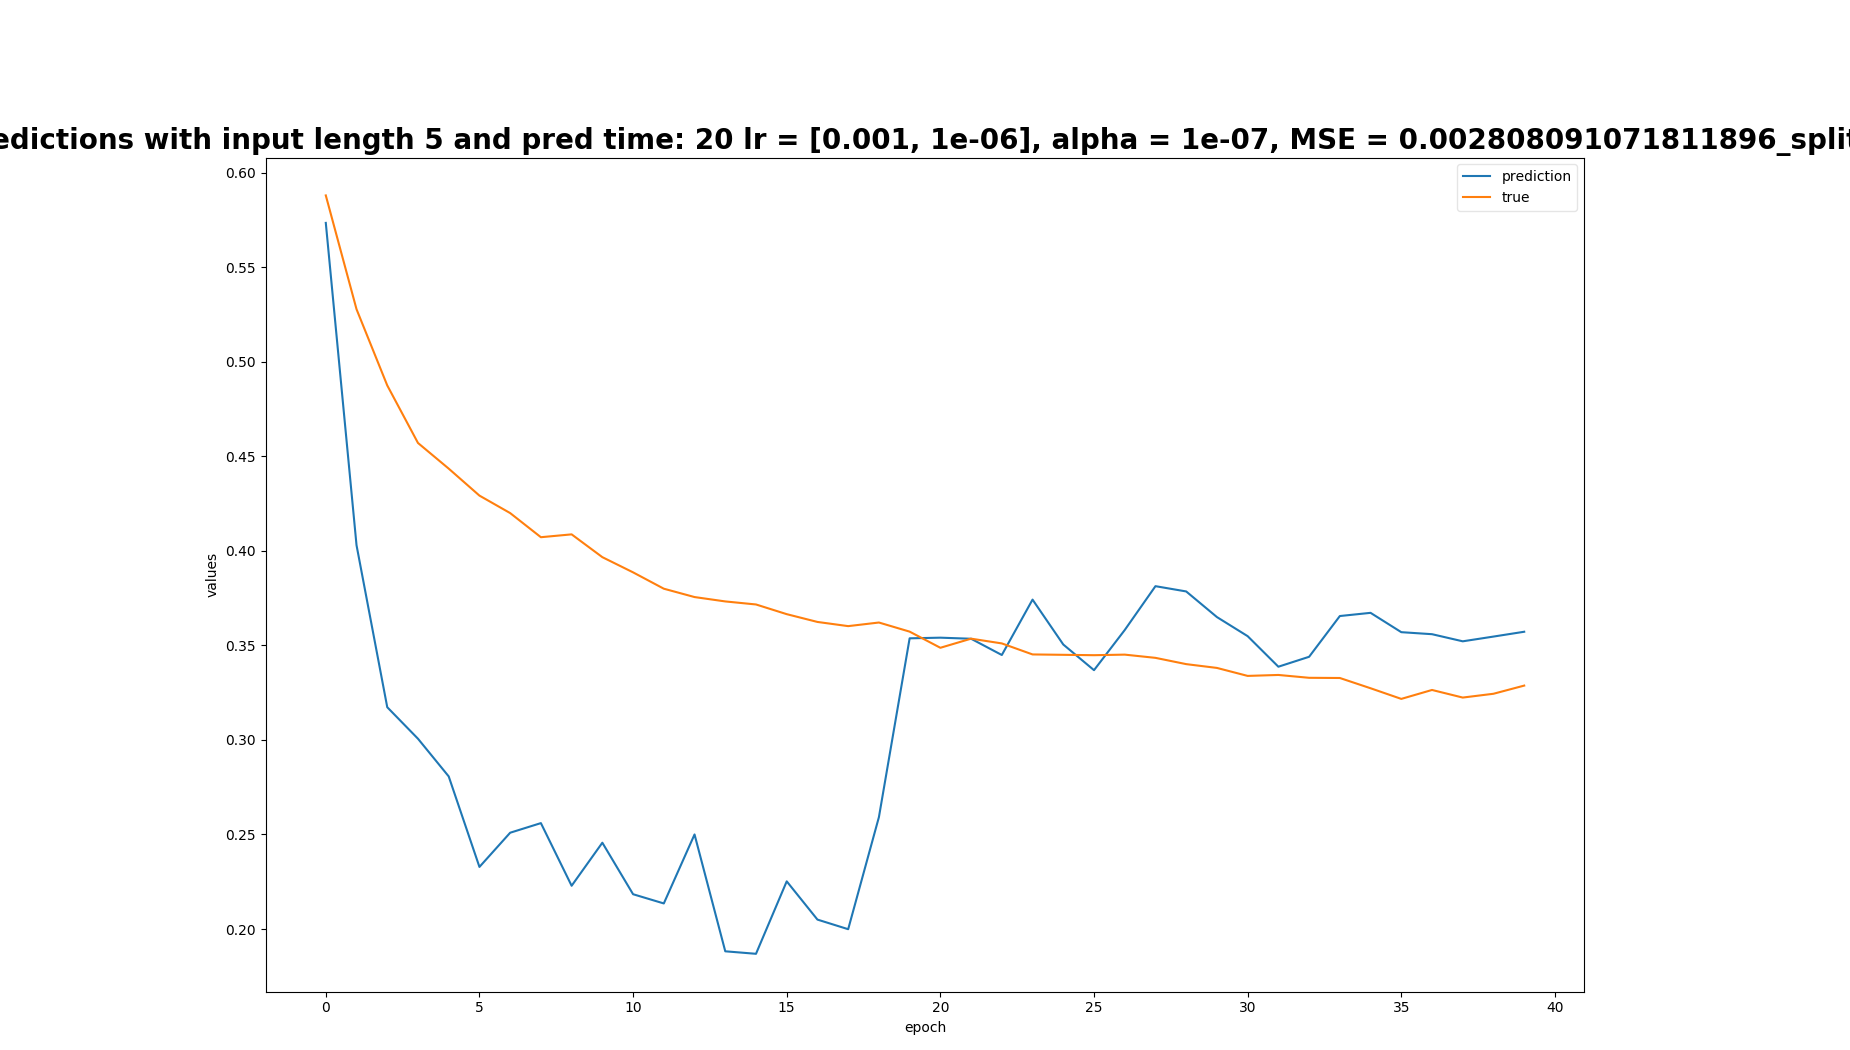 edictions with input length 5 and pred time: 20 lr = [0.001, 1e-06], alpha = 1e-07, MSE = 0.002808091071811896_split
prediction
true
0.60
0.55
0.50
0.45
0.40
0.35
0.30
0.25
0.20
values
0 5 10 15 20 25 30 35 40
epoch